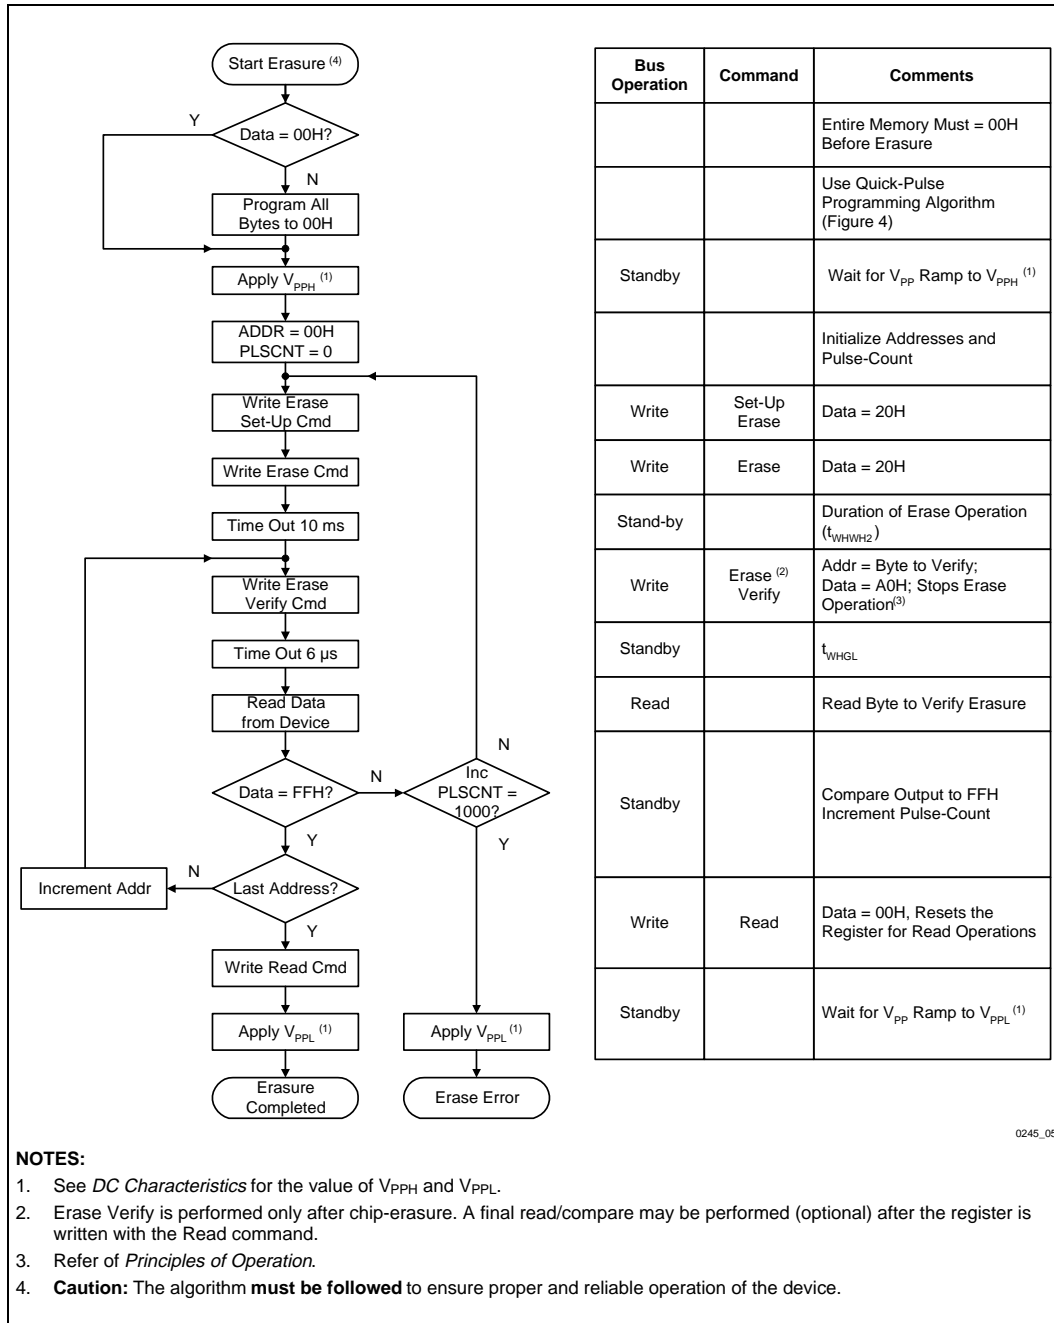 Start Erasure (4)
Y
Data = 00H?
N
Program All
Bytes to 00H
Apply VPPH (1)
ADDR = 00H
PLSCNT = 0
Write Erase
Set-Up Cmd
Write Erase Cmd
Time Out 10 ms
Write Erase
Verify Cmd
Time Out 6 µs
Read Data
from Device
Data = FFH?
N
Inc
PLSCNT =
1000?
N
Y
Y
Last Address?
N
Increment Addr
Y
Write Read Cmd
Apply VPPL (1)
Erasure
Completed
Apply VPPL (1)
Erase Error
Bus
Operation
Command
Comments
Entire Memory Must = 00H
Before Erasure
Use Quick-Pulse
Programming Algorithm
(Figure 4)
Standby
Wait for VPP Ramp to VPPH (1)
Initialize Addresses and
Pulse-Count
Write
Set-Up
Erase
Data = 20H
Write
Erase
Data = 20H
Stand-by
Duration of Erase Operation
(tWHWH2)
Write
Erase (2)
Verify
Addr = Byte to Verify;
Data = A0H; Stops Erase
Operation(3)
Standby
tWHGL
Read
Read Byte to Verify Erasure
Standby
Compare Output to FFH
Increment Pulse-Count
Write
Read
Data = 00H, Resets the
Register for Read Operations
Standby
Wait for VPP Ramp to VPPL (1)
0245_05
NOTES:
1. See DC Characteristics for the value of VPPH and VPPL.
2. Erase Verify is performed only after chip-erasure. A final read/compare may be performed (optional) after the register is
written with the Read command.
3. Refer of Principles of Operation.
4. Caution: The algorithm must be followed to ensure proper and reliable operation of the device.